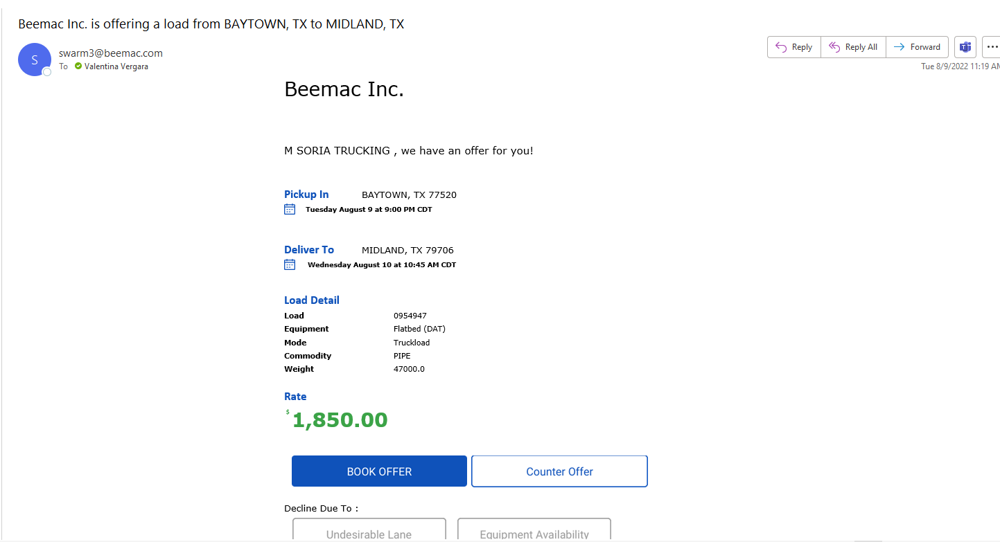 Beemac Inc. is offering a load from BAYTOWN, TX to MIDLAND, TX
S
swarm3@beemac.com
To Valentina Vergara
Reply Reply All Forward
Tue 8/9/2022 11:19 AM
Beemac Inc.
M SORIA TRUCKING , we have an offer for you!
Pickup In BAYTOWN, TX 77520
Tuesday August 9 at 9:00 PM CDT
Deliver To MIDLAND, TX 79706
Wednesday August 10 at 10:45 AM CDT
Load Detail
Load 0954947
Equipment Flatbed (DAT)
Mode Truckload
Commodity PIPE
Weight 47000.0
Rate
$ 1,850.00
BOOK OFFER Counter Offer
Decline Due To :
Undesirable Lane Equipment Availability